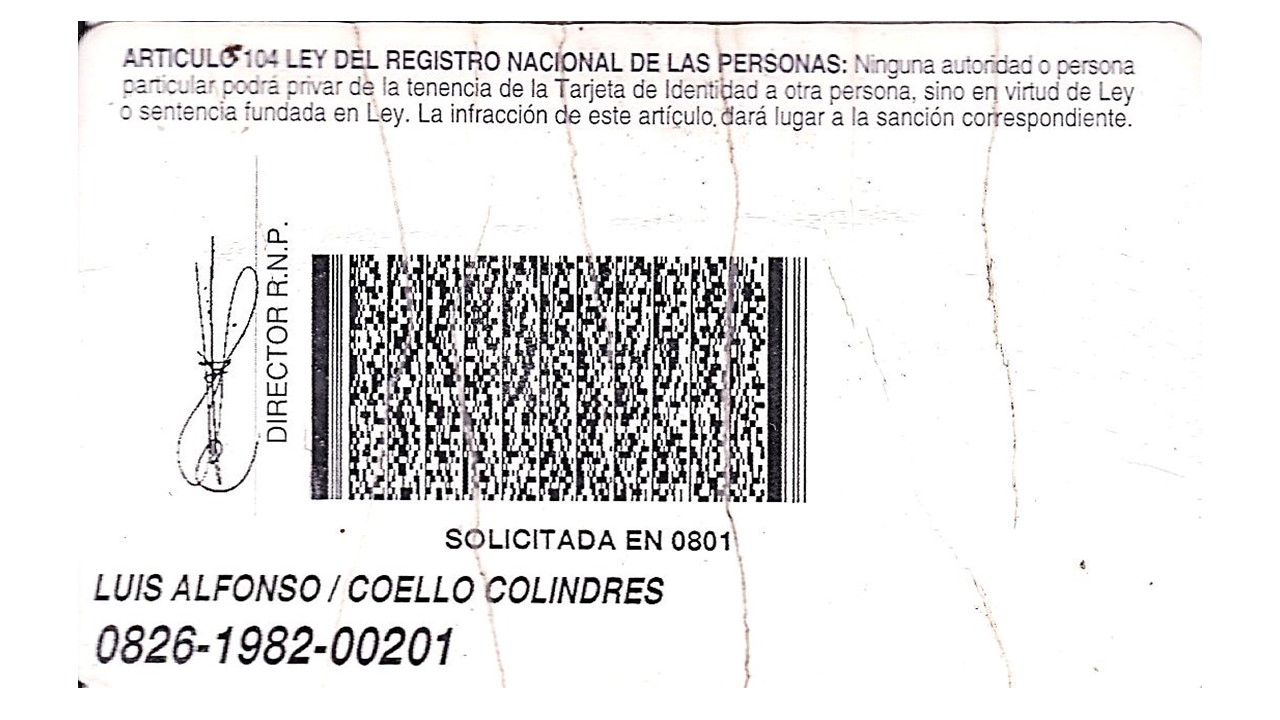 ARTICULO 104 LEY DEL REGISTRO NACIONAL DE LAS PERSONAS: Ninguna autoridad o persona
particular podrá privar de la tenencia de la Tarjeta de Identidad a otra persona, sino en virtud de Ley
o sentencia fundada en Ley. La infracción de este artículo dará lugar a la sanción correspondiente.
DIRECTOR R.N.P.
SOLICITADA EN 0801
LUIS ALFONSO / COELLO COLINDRES
0826-1982-00201